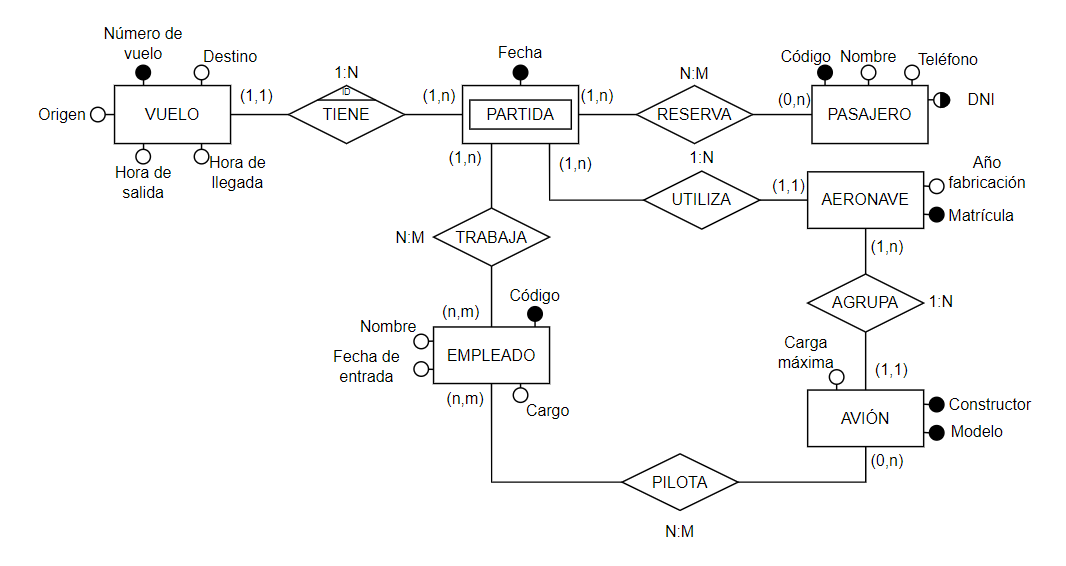 Número de
vuelo
Destino
Origen
VUELO
Hora de
salida
Hora de
llegada
(1,1)
1:N
ID
TIENE
(1,n)
Fecha
PARTIDA
(1,n)
N:M
RESERVA
(0,n)
Código
Nombre
Teléfono
DNI
PASAJERO
(1,n)
(1,n)
1:N
UTILIZA
(1,1)
AERONAVE
Año
fabricación
Matrícula
N:M
TRABAJA
(1,n)
AGRUPA
1:N
(n,m)
Código
Nombre
Fecha de
entrada
EMPLEADO
Cargo
(n,m)
Carga
máxima
(1,1)
AVIÓN
Constructor
Modelo
(0,n)
PILOTA
N:M